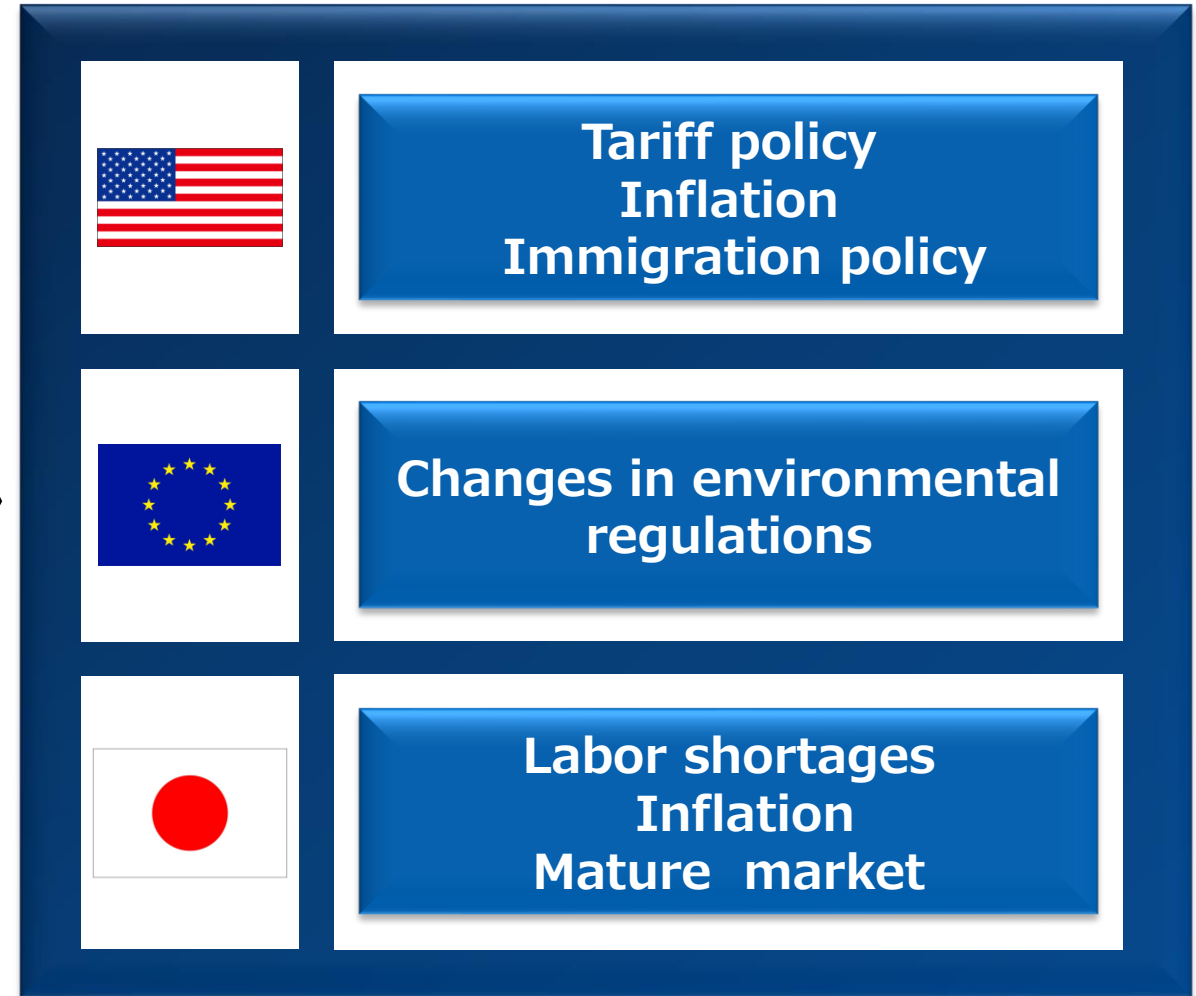 Tariff policy
Inflation
Immigration policy
Changes in environmental
regulations
Labor shortages
Inflation
Mature  market